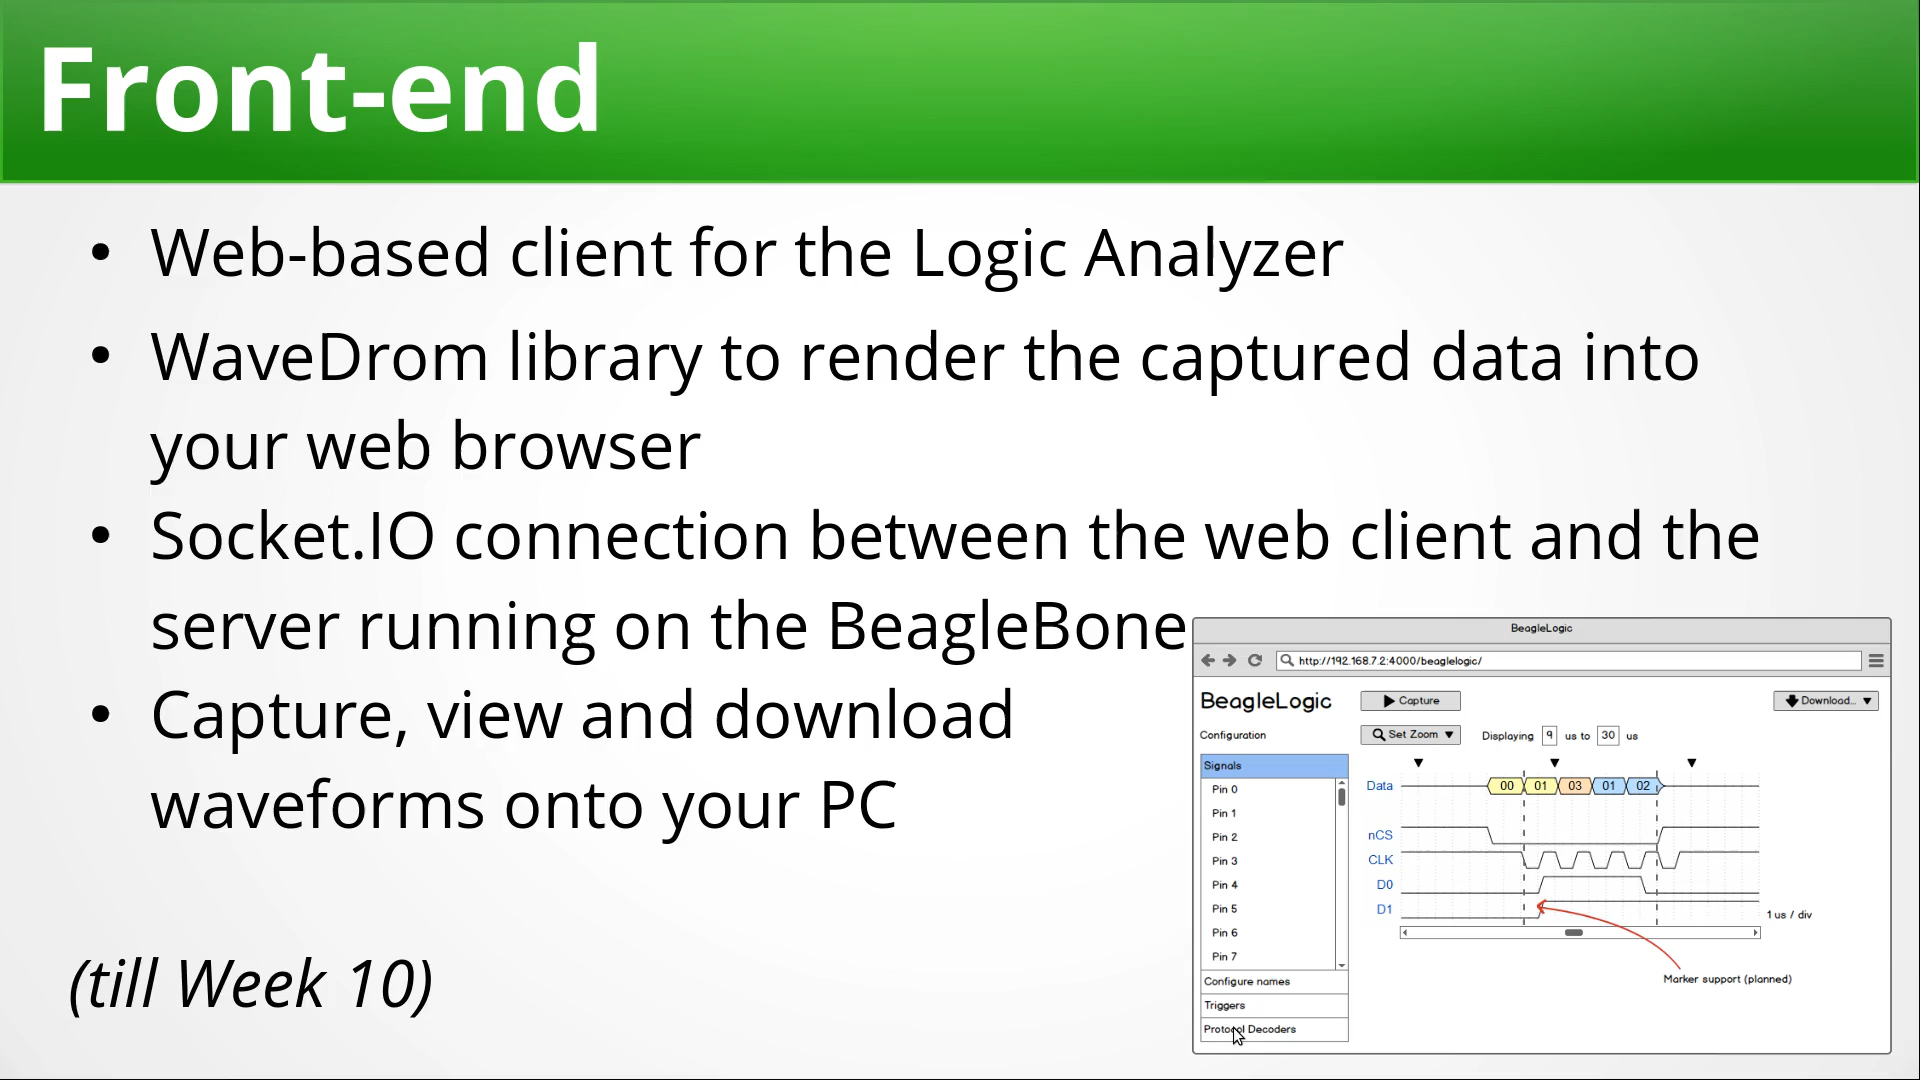 Front-end
• Web-based client for the Logic Analyzer
• WaveDrom library to render the captured data into
your web browser
• Socket.IO connection between the web client and the
server running on the BeagleBone
• Capture, view and download
waveforms onto your PC
(till Week 10)
BeagleLogic
http://192.168.7.2:4000/beaglelogic/
BeagleLogic
Capture
Download...
Configuration
Set Zoom
Displaying 9 us to 30 us
Signals
Pin 0
Pin 1
Pin 2
Pin 3
Pin 4
Pin 5
Pin 6
Pin 7
Configure names
Triggers
Protocol Decoders
Data 00 01 03 01 02
nCS
CLK
D0
D1
1 us / div
Marker support (planned)